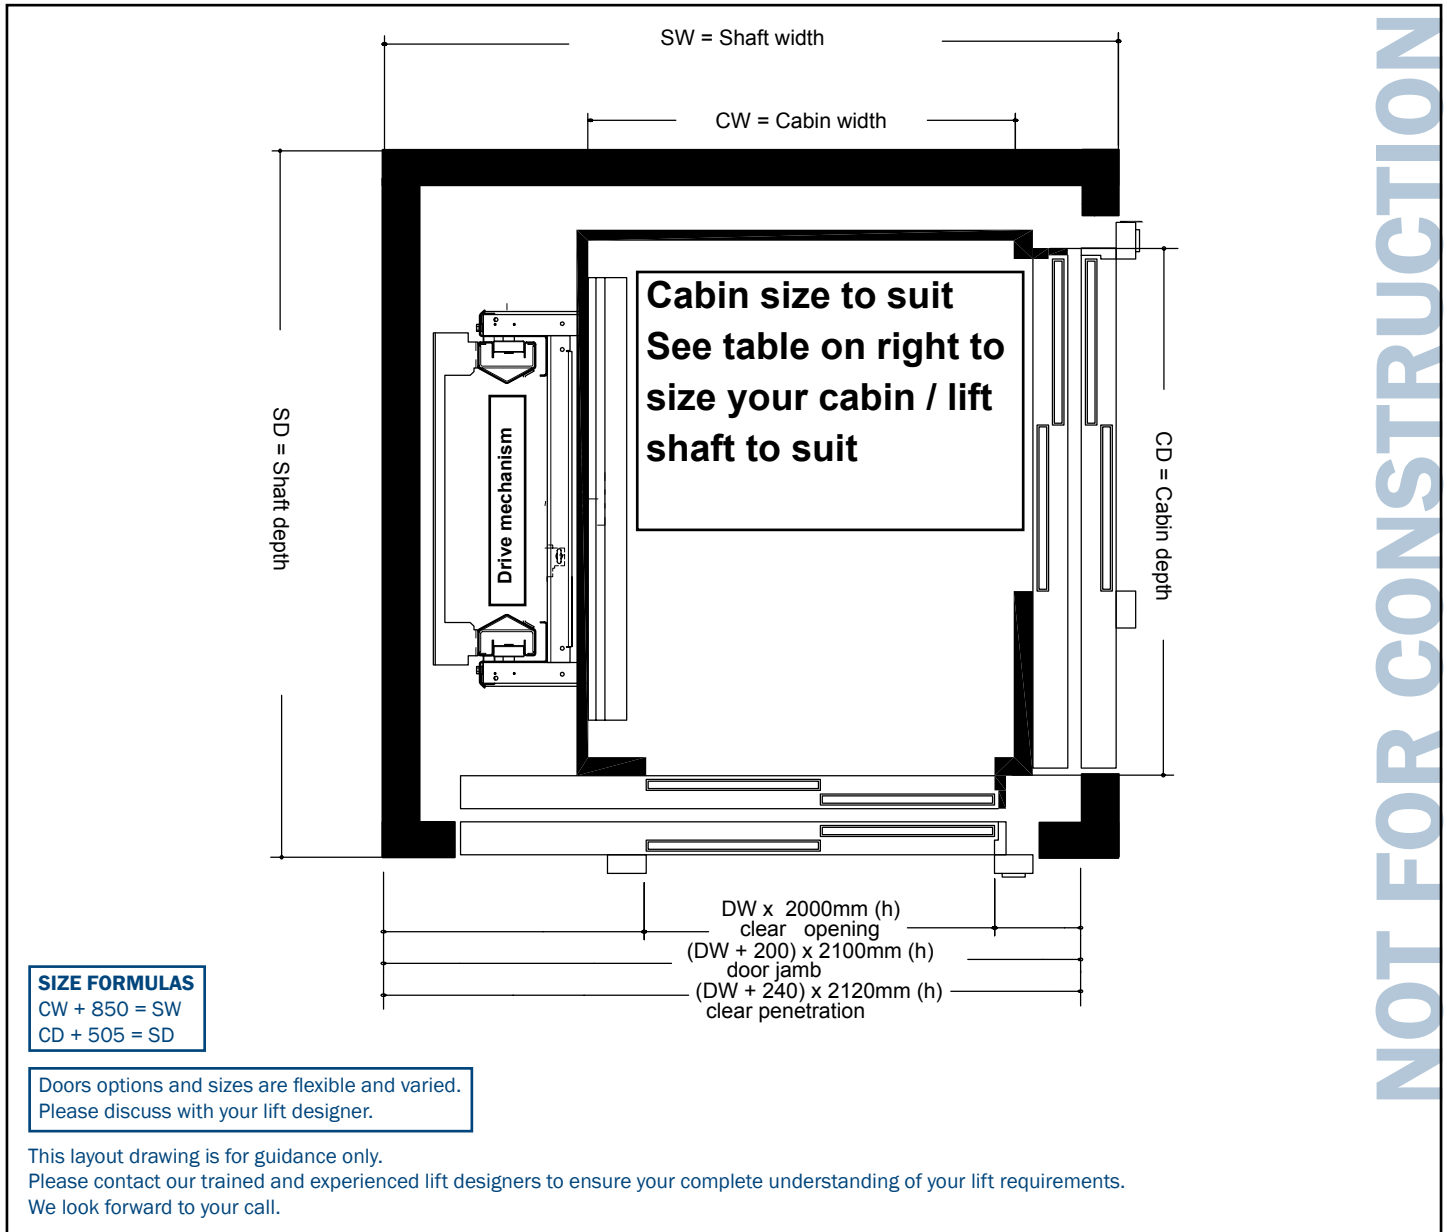 SW = Shaft width
CW = Cabin width
Cabin size to suit
See table on right to
size your cabin / lift
shaft to suit
Drive mechanism
SD = Shaft depth
CD = Cabin depth
DW x 2000mm (h)
clear opening
(DW + 200) x 2100mm (h)
door jamb
(DW + 240) x 2120mm (h)
clear penetration
SIZE FORMULAS
CW + 850 = SW
CD + 505 = SD
Doors options and sizes are flexible and varied.
Please discuss with your lift designer.
This layout drawing is for guidance only.
Please contact our trained and experienced lift designers to ensure your complete understanding of your lift requirements.
We look forward to your call.
NOT FOR CONSTRUCTION